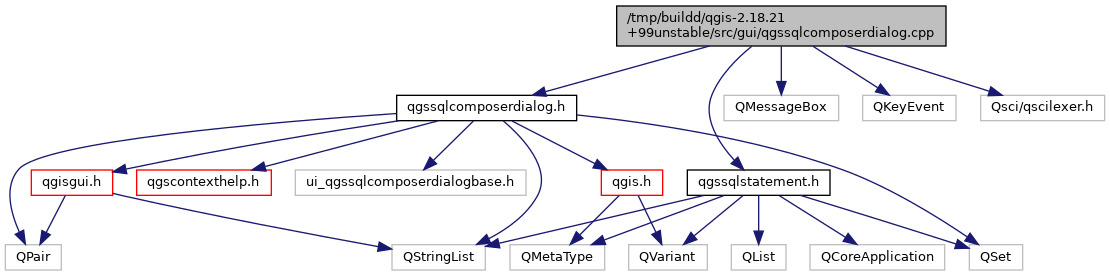 /tmp/buildd/qgis-2.18.21
+99unstable/src/gui/qgssqlcomposerdialog.cpp
qgssqlcomposerdialog.h
QMessageBox
QKeyEvent
Qsci/qscilexer.h
qgisgui.h
qgscontexthelp.h
ui_qgssqlcomposerdialogbase.h
qgis.h
qgssqlstatement.h
QPair
QStringList
QMetaType
QVariant
QList
QCoreApplication
QSet